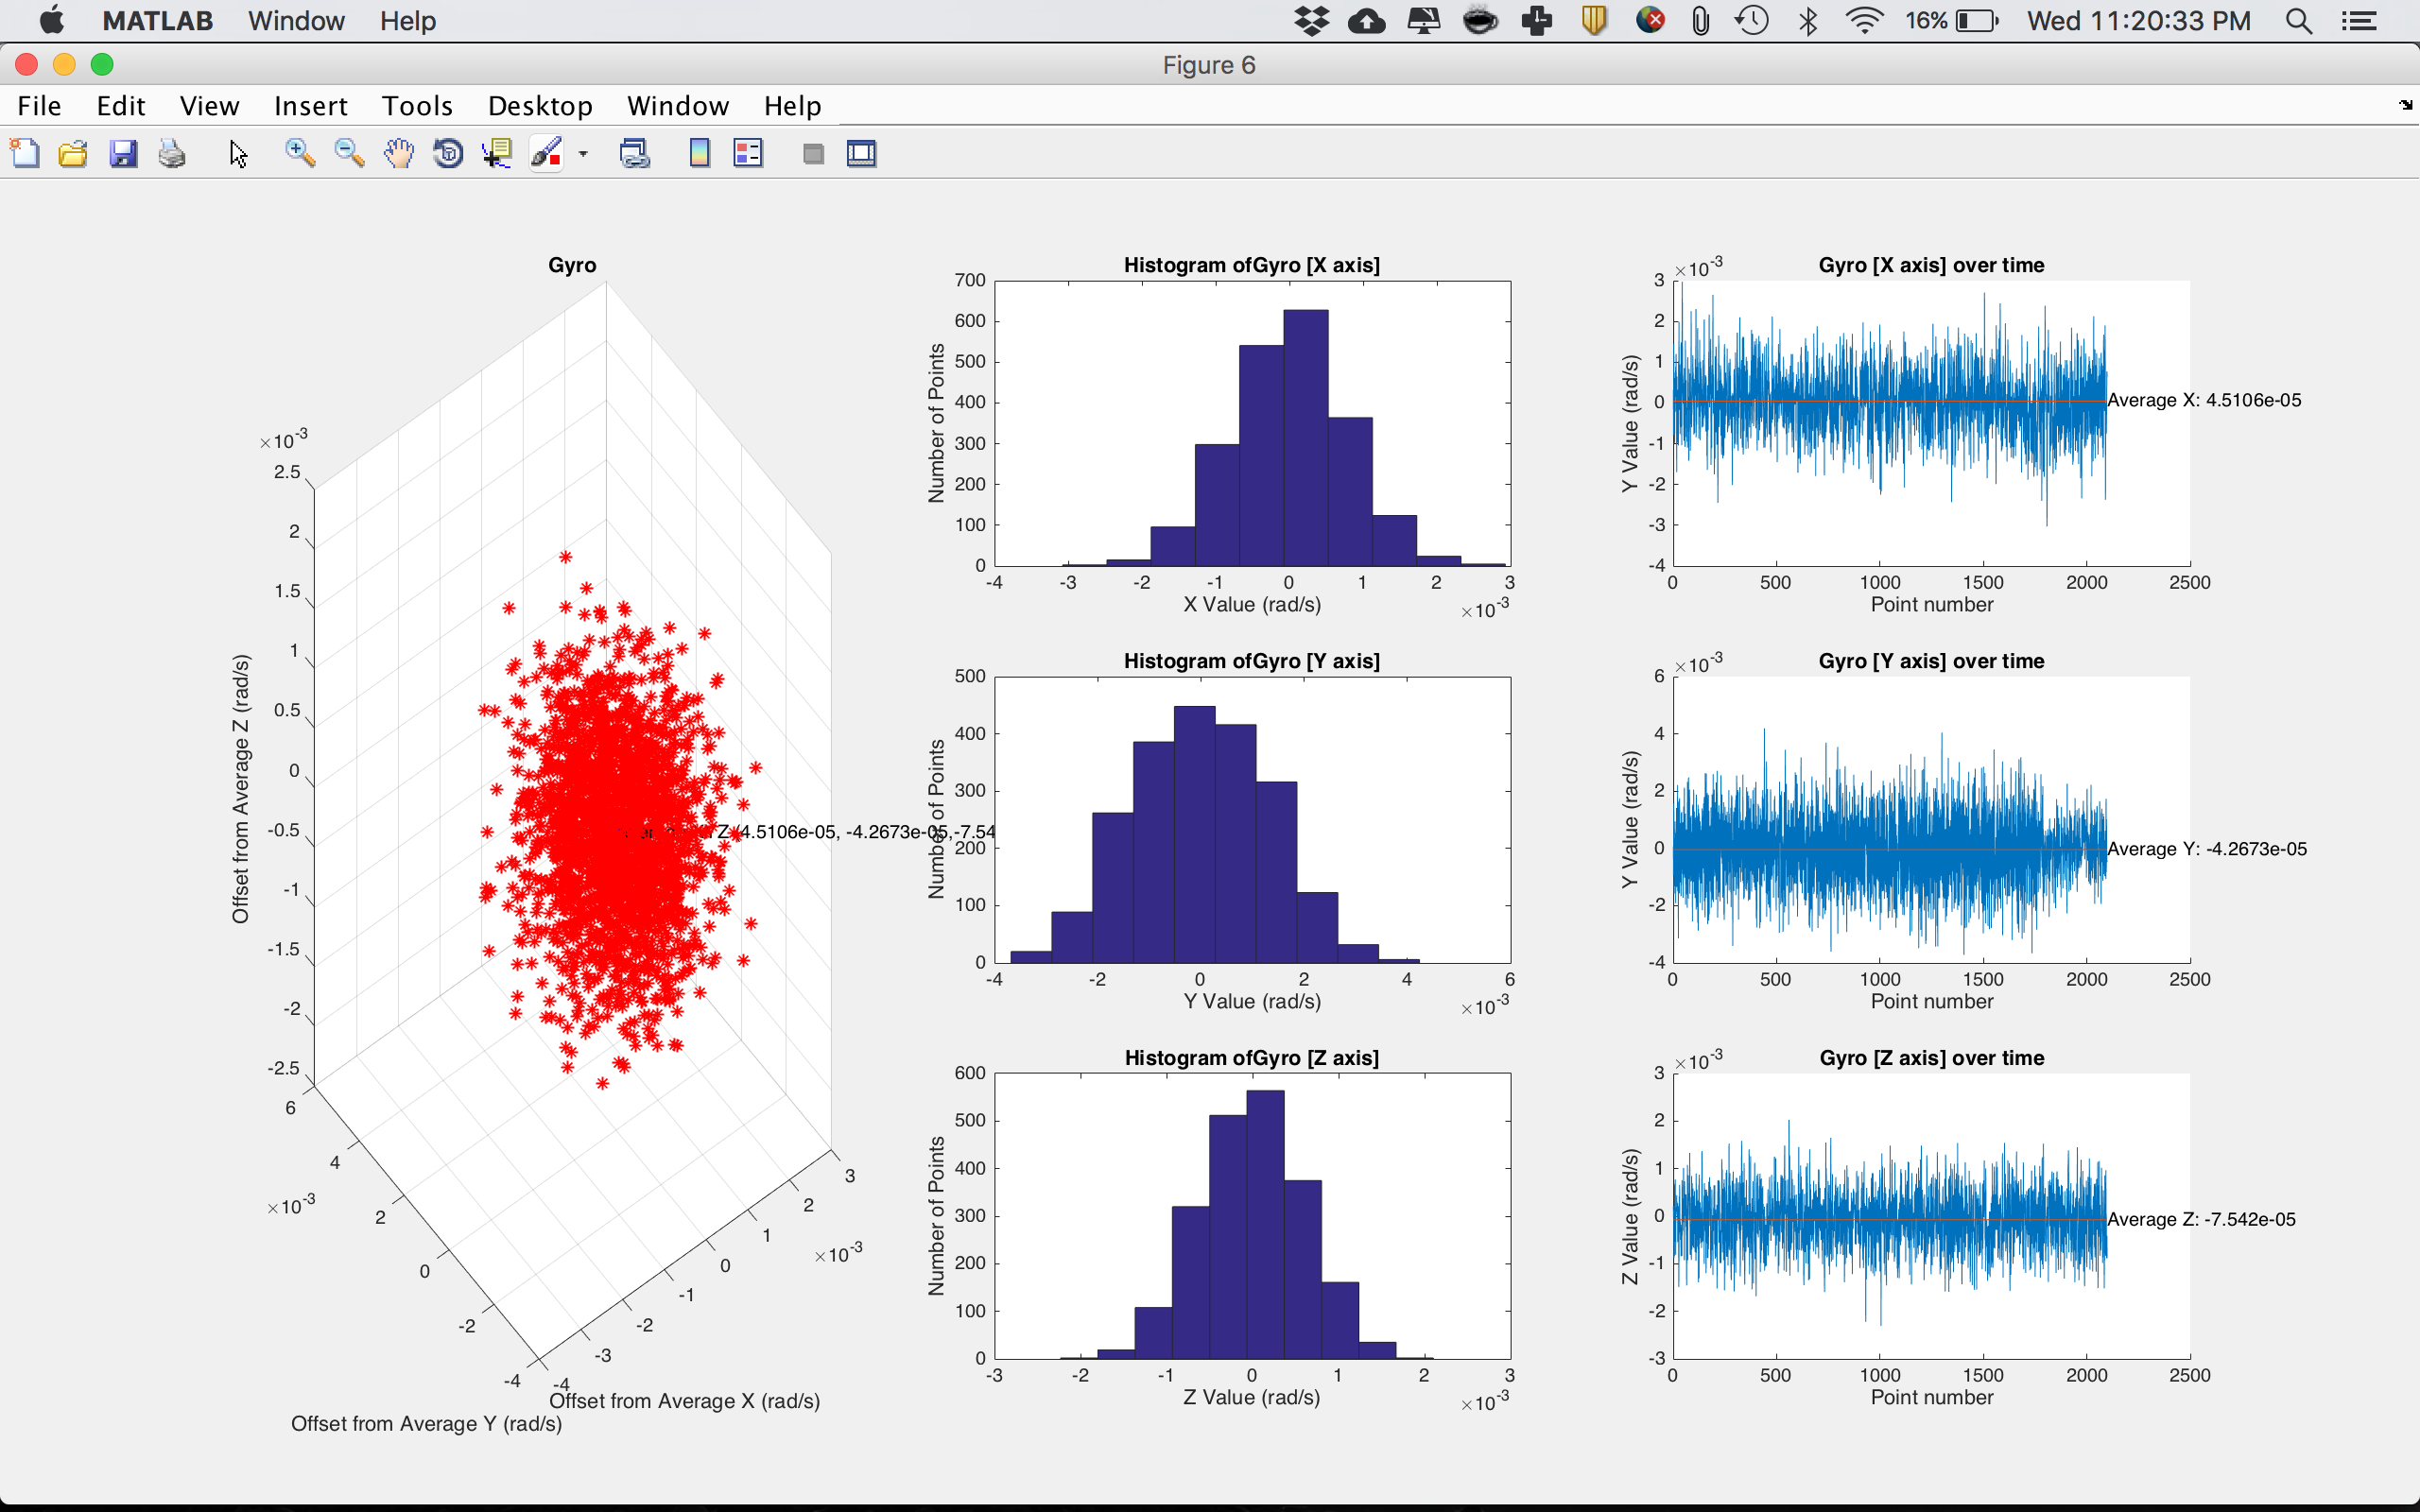 MATLAB Window Help 16% Wed 11:20:33 PM
Figure 6
File Edit View Insert Tools Desktop Window Help
Gyro
×10-3
2.5
2
1.5
1
0.5
0
-0.5
-1
-1.5
-2
-2.5
Offset from Average Z (rad/s)
Z (4.5106e-05, -4.2673e-05,-7.54
6
4
2
0
-2
-4
×10-3
Offset from Average Y (rad/s)
-4
-3
-2
-1
0
1
2
3
×10-3
Offset from Average X (rad/s)
Histogram ofGyro [X axis]
700
600
500
400
300
200
100
0
Number of Points
-4 -3 -2 -1 0 1 2 3
X Value (rad/s)
×10-3
Histogram ofGyro [Y axis]
500
400
300
200
100
0
Number of Points
-4 -2 0 2 4 6
Y Value (rad/s)
×10-3
Histogram ofGyro [Z axis]
600
500
400
300
200
100
0
Number of Points
-3 -2 -1 0 1 2 3
Z Value (rad/s)
×10-3
Gyro [X axis] over time
×10-3
3
2
1
0
-1
-2
-3
-4
Y Value (rad/s)
Average X: 4.5106e-05
0 500 1000 1500 2000 2500
Point number
Gyro [Y axis] over time
×10-3
6
4
2
0
-2
-4
Y Value (rad/s)
Average Y: -4.2673e-05
0 500 1000 1500 2000 2500
Point number
Gyro [Z axis] over time
×10-3
3
2
1
0
-1
-2
-3
Z Value (rad/s)
Average Z: -7.542e-05
0 500 1000 1500 2000 2500
Point number